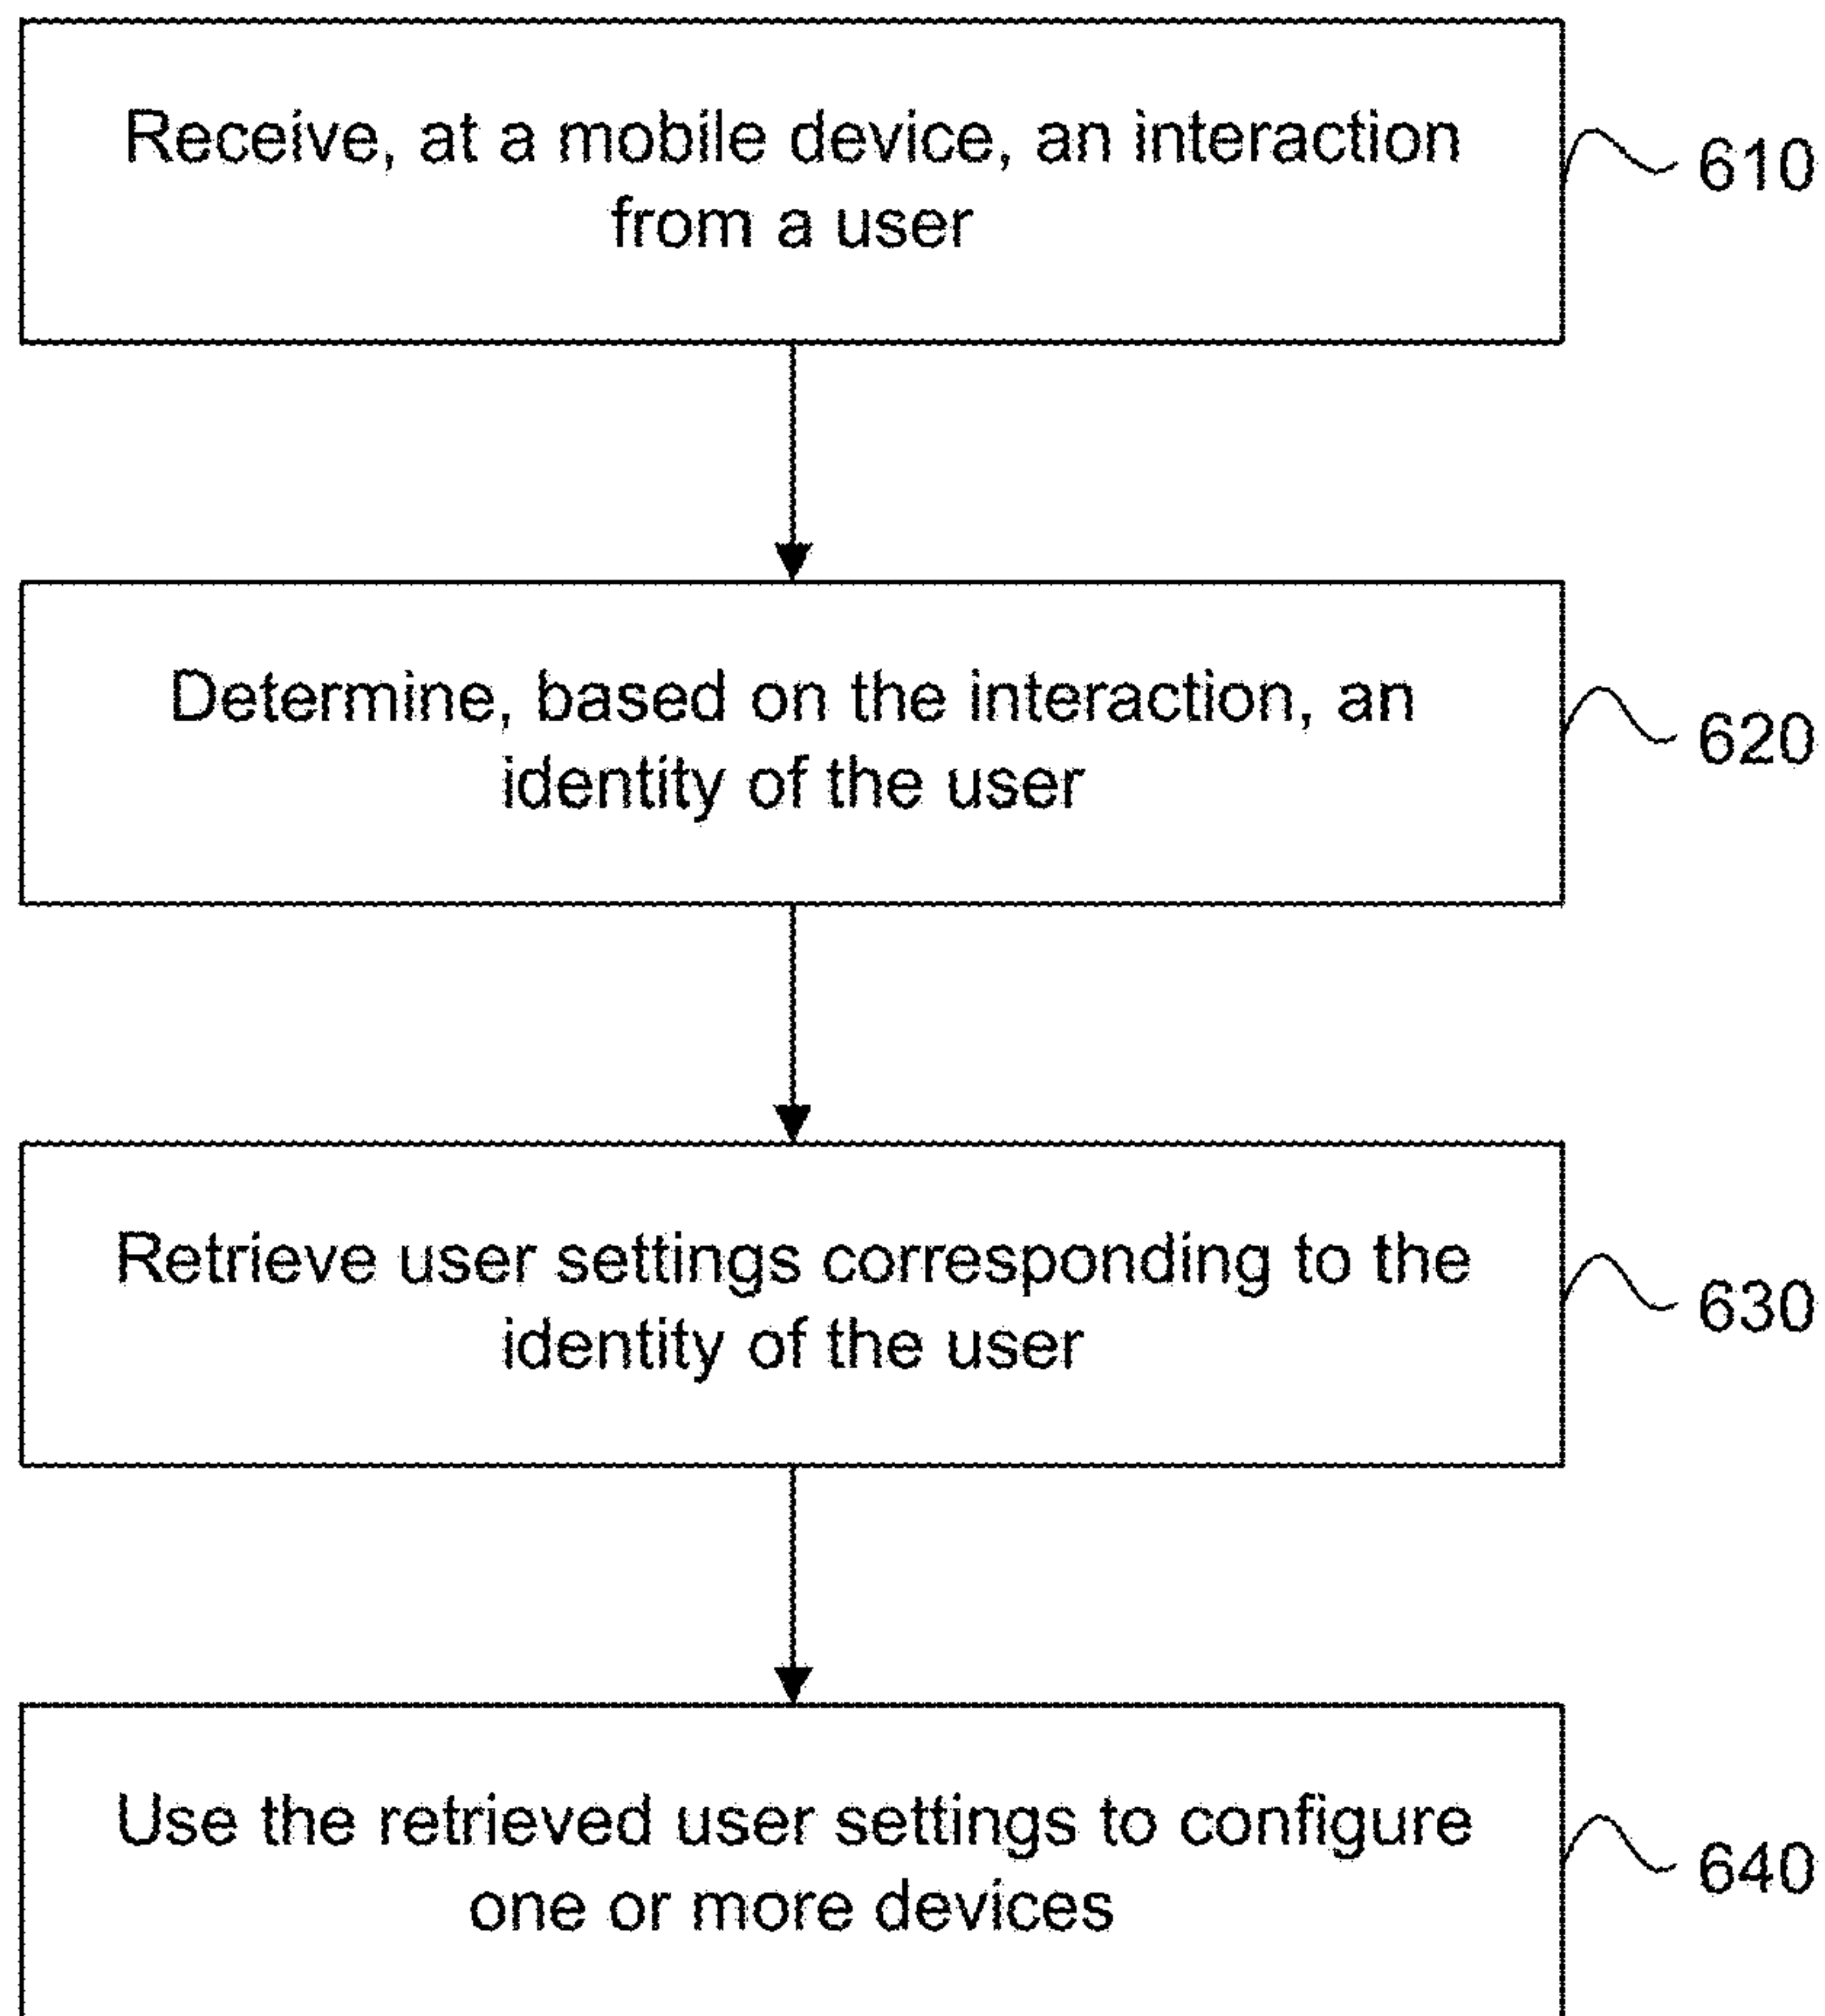 Receive, at a mobile device, an interaction
from a user
610
Determine, based on the interaction, an
identity of the user
620
Retrieve user settings corresponding to the
identity of the user
630
Use the retrieved user settings to configure
one or more devices
640